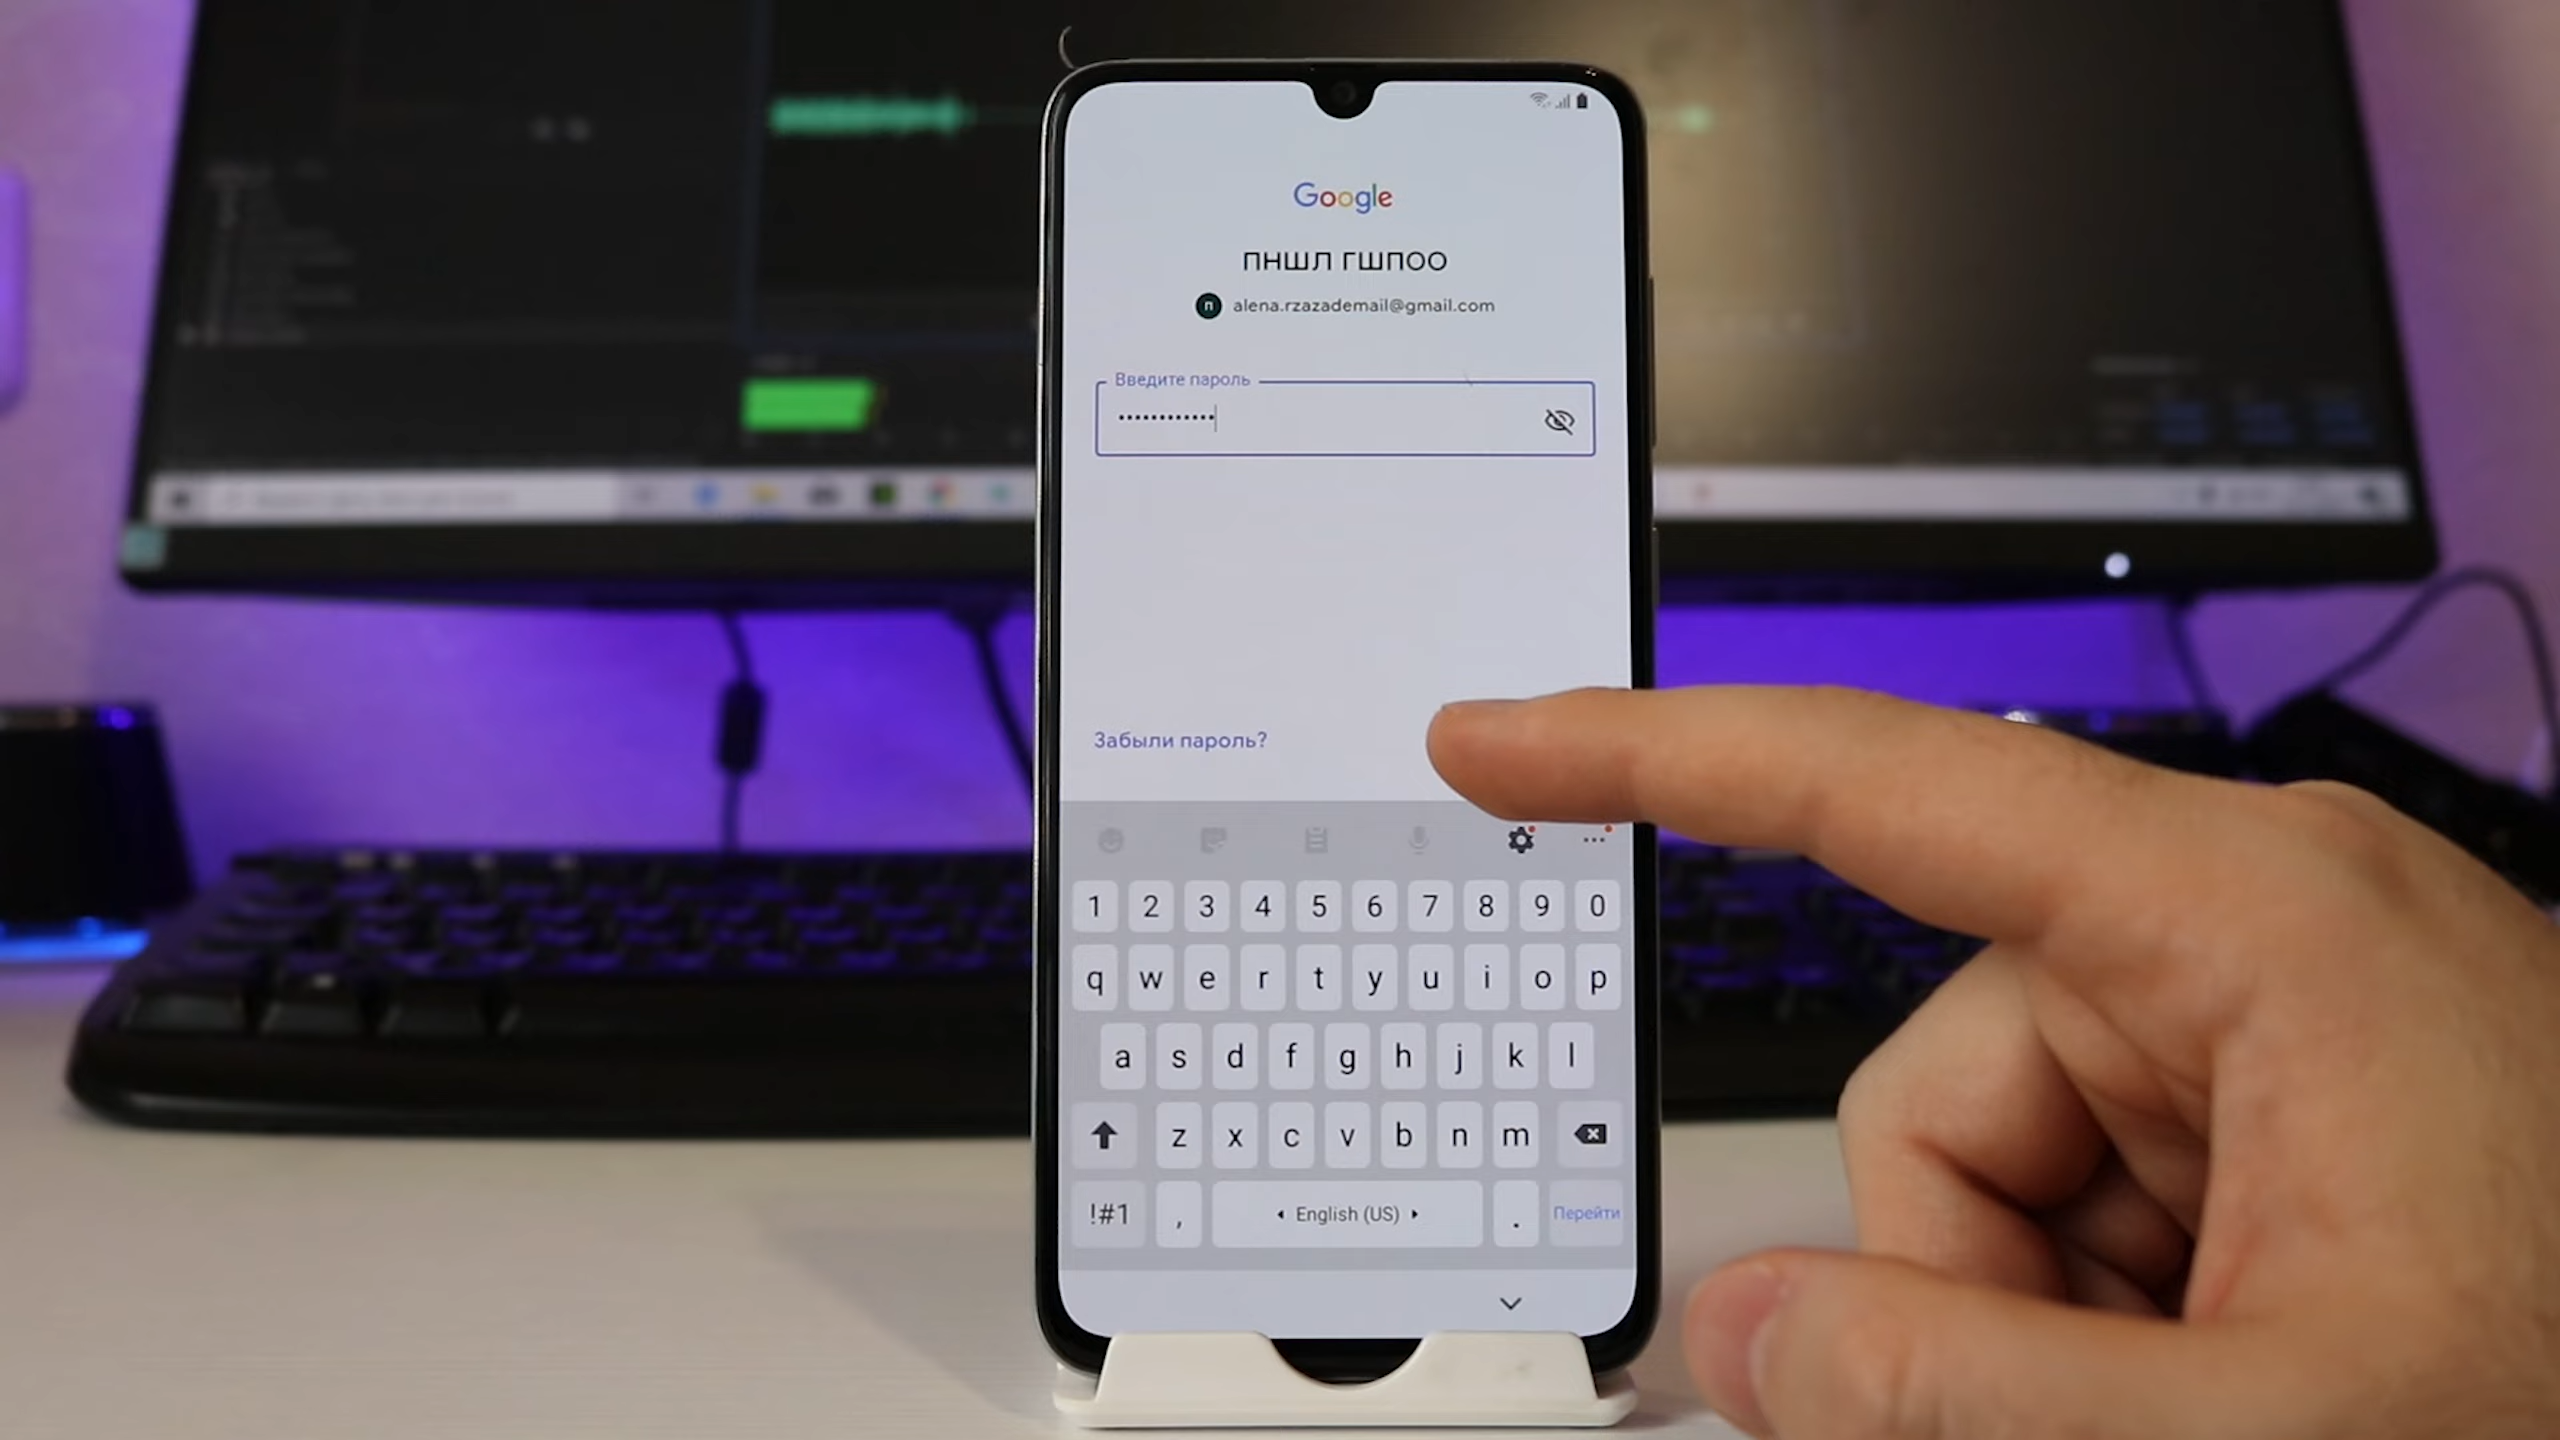 Google
пншл гшпоо
п alena.rzazademail@gmail.com
Введите пароль
••••••••••••
Забыли пароль?
1 2 3 4 5 6 7 8 9 0
q w e r t y u i o p
a s d f g h j k l
z x c v b n m
!#1 , English (US) . Перейти